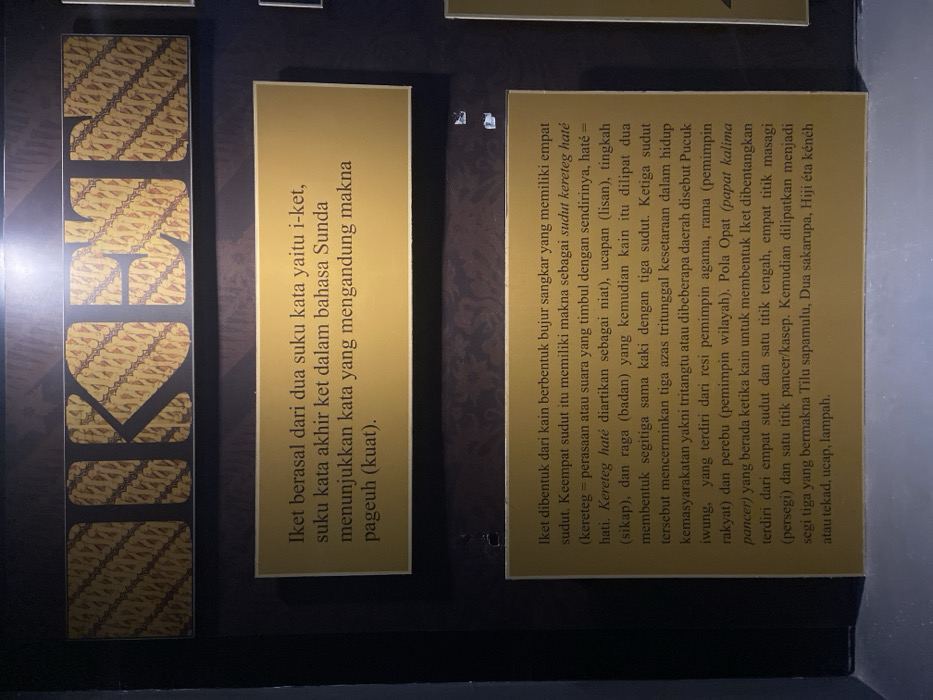 IKET
Iket berasal dari dua suku kata yaitu i-ket,
suku kata akhir ket dalam bahasa Sunda
menunjukkan kata yang mengandung makna
pageuh (kuat).
Iket dibentuk dari kain berbentuk bujur sangkar yang memiliki empat
sudut. Keempat sudut itu memiliki makna sebagai sudut kereteg haté
(kereteg = perasaan atau suara yang timbul dengan sendirinya, haté =
hati. Kereteg haté diartikan sebagai niat), ucapan (lisan), tingkah
(sikap), dan raga (badan) yang kemudian kain itu dilipat dua
membentuk segitiga sama kaki dengan tiga sudut. Ketiga sudut
tersebut mencerminkan tiga azas tritunggal kesetaraan dalam hidup
kemasyarakatan yakni tritangtu atau dibeberapa daerah disebut Pucuk
iwung, yang terdiri dari resi pemimpin agama, rama (pemimpin
rakyat) dan perebu (pemimpin wilayah). Pola Opat (papat kalima
pancer) yang berada ketika kain untuk membentuk Iket dibentangkan
terdiri dari empat sudut dan satu titik tengah, empat titik masagi
(persegi) dan satu titik pancer/kasep. Kemudian dilipatkan menjadi
segi tiga yang bermakna Tilu sapamulu, Dua sakarupa, Hiji éta kénéh
atau tekad, ucap, lampah.